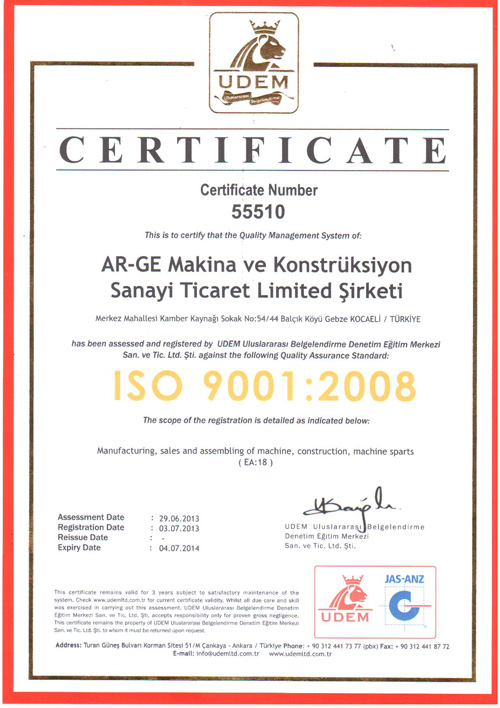 UDEM
Uluslararası Belgelendirme
CERTIFICATE
Certificate Number
55510
This is to certify that the Quality Management System of:
AR-GE Makina ve Konstrüksiyon
Sanayi Ticaret Limited Şirketi
Merkez Mahallesi Kamber Kaynağı Sokak No:54/44 Balçık Köyü Gebze KOCAELİ / TÜRKİYE
has been assessed and registered by UDEM Uluslararası Belgelendirme Denetim Eğitim Merkezi
San. ve Tic. Ltd. Şti. against the following Quality Assurance Standard:
ISO 9001:2008
The scope of the registration is detailed as indicated below:
Manufacturing, sales and assembling of machine, construction, machine sparts
( EA:18 )
Assessment Date : 29.06.2013
Registration Date : 03.07.2013
Reissue Date : -
Expiry Date : 04.07.2014
UDEM Uluslararası Belgelendirme
Denetim Eğitim Merkezi
San. ve Tic. Ltd. Şti.
This certificate remains valid for 3 years subject to satisfactory maintenance of the
system. Check www.udemltd.com.tr for current certificate validity. Whilst all due care and skill
was exercised in carrying out this assessment. UDEM Uluslararası Belgelendirme Denetim
Eğitim Merkezi San. ve Tic. Ltd. Şti. accepts responsibility only for proven gross negligence.
This certificate remains the property of UDEM Uluslararası Belgelendirme Denetim Eğitim Merkezi
San. ve Tic. Ltd. Şti. to whom it must be returned upon request.
UDEM
JAS-ANZ
Address: Turan Güneş Bulvarı Korman Sitesi 51/M Çankaya - Ankara / Türkiye Phone: + 90 312 441 73 77 (pbx) Fax: + 90 312 441 87 72
E-mail: info@udemltd.com.tr www.udemltd.com.tr